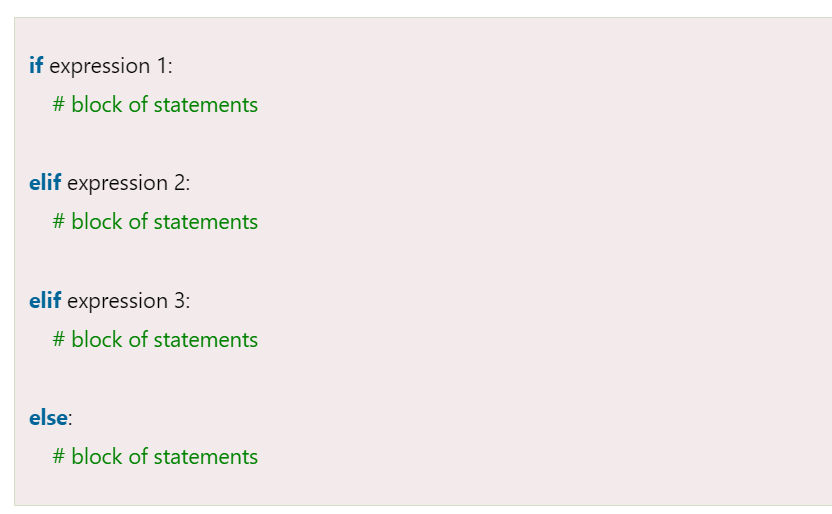 if expression 1:
# block of statements
elif expression 2:
# block of statements
elif expression 3:
# block of statements
else:
# block of statements